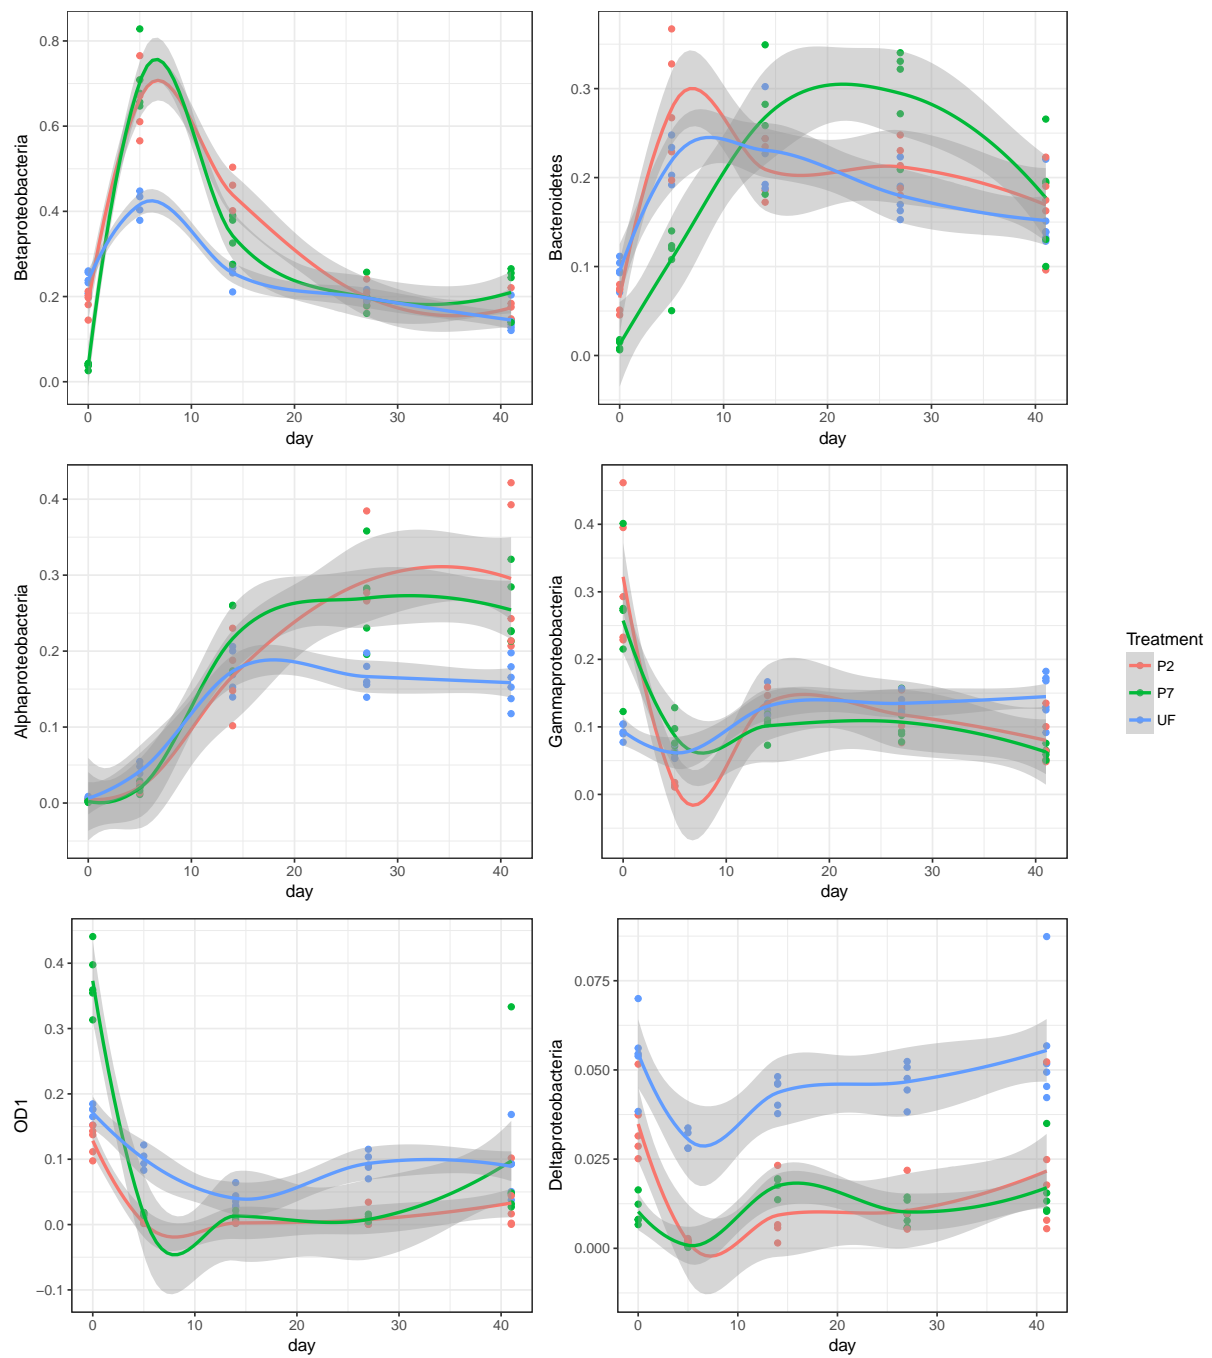 0.8
0.6
0.4
0.2
0.0
Betaproteobacteria
0 10 20 30 40
day
0.3
0.2
0.1
0.0
Bacteroidetes
0 10 20 30 40
day
0.4
0.3
0.2
0.1
0.0
Alphaproteobacteria
0 10 20 30 40
day
0.4
0.3
0.2
0.1
0.0
Gammaproteobacteria
0 10 20 30 40
day
Treatment
P2
P7
UF
0.4
0.3
0.2
0.1
0.0
−0.1
OD1
0 10 20 30 40
day
0.075
0.050
0.025
0.000
Deltaproteobacteria
0 10 20 30 40
day